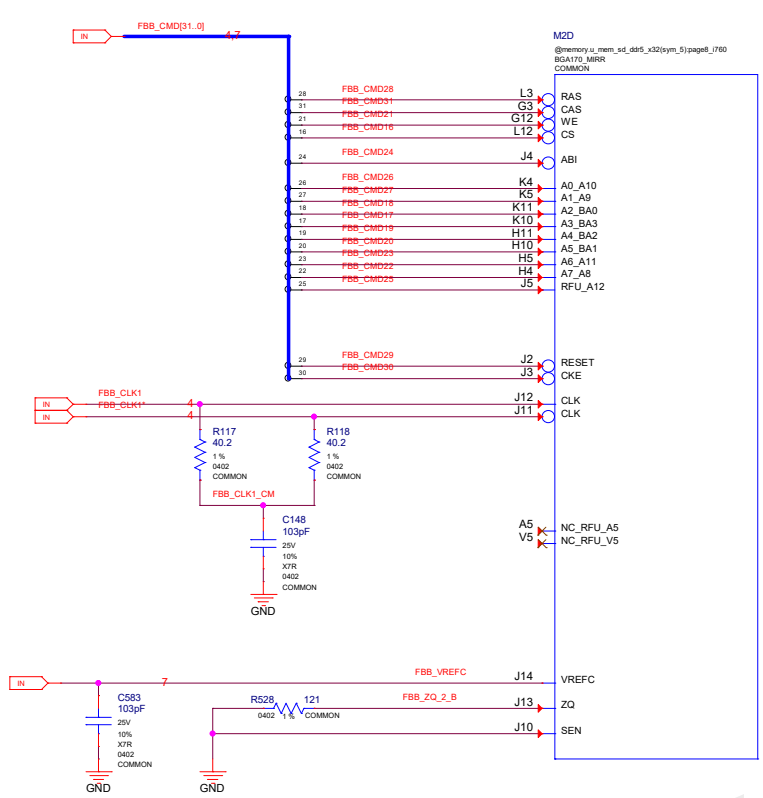 FBB_CMD[31..0]
IN
4,7
M2D
@memory.u_mem_sd_ddr5_x32(sym_5):page8_i760
BGA170_MIRR
COMMON
28 FBB_CMD28 L3 RAS
31 FBB_CMD31 G3 CAS
21 FBB_CMD21 G12 WE
16 FBB_CMD16 L12 CS
24 FBB_CMD24 J4 ABI
26 FBB_CMD26 K4 A0_A10
27 FBB_CMD27 K5 A1_A9
18 FBB_CMD18 K11 A2_BA0
17 FBB_CMD17 K10 A3_BA3
19 FBB_CMD19 H11 A4_BA2
20 FBB_CMD20 H10 A5_BA1
23 FBB_CMD23 H5 A6_A11
22 FBB_CMD22 H4 A7_A8
25 FBB_CMD25 J5 RFU_A12
29 FBB_CMD29 J2 RESET
30 FBB_CMD30 J3 CKE
IN FBB_CLK1 4 J12 CLK
IN FBB_CLK1* 4 J11 CLK
R117
40.2
1 %
0402
COMMON
R118
40.2
1 %
0402
COMMON
FBB_CLK1_CM
C148
103pF
25V
10%
X7R
0402
COMMON
GND
A5 NC_RFU_A5
V5 NC_RFU_V5
IN 7 FBB_VREFC J14 VREFC
C583
103pF
25V
10%
X7R
0402
COMMON
GND
R528 121 FBB_ZQ_2_B J13 ZQ
0402 1 % COMMON
J10 SEN
GND